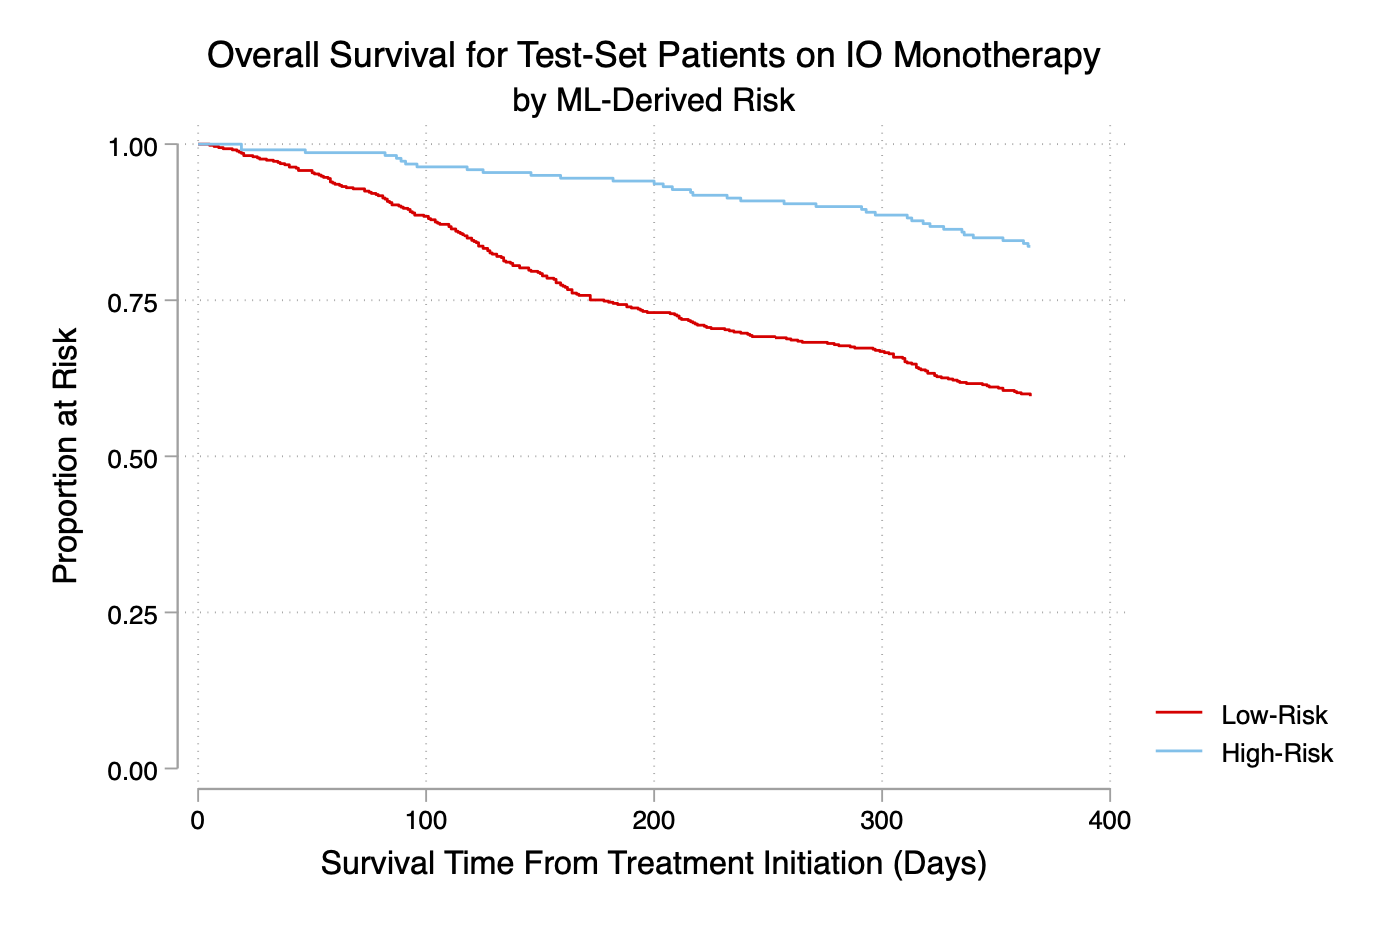 Overall Survival for Test-Set Patients on IO Monotherapy
by ML-Derived Risk
Proportion at Risk
1.00
0.75
0.50
0.25
0.00
0 100 200 300 400
Survival Time From Treatment Initiation (Days)
Low-Risk
High-Risk